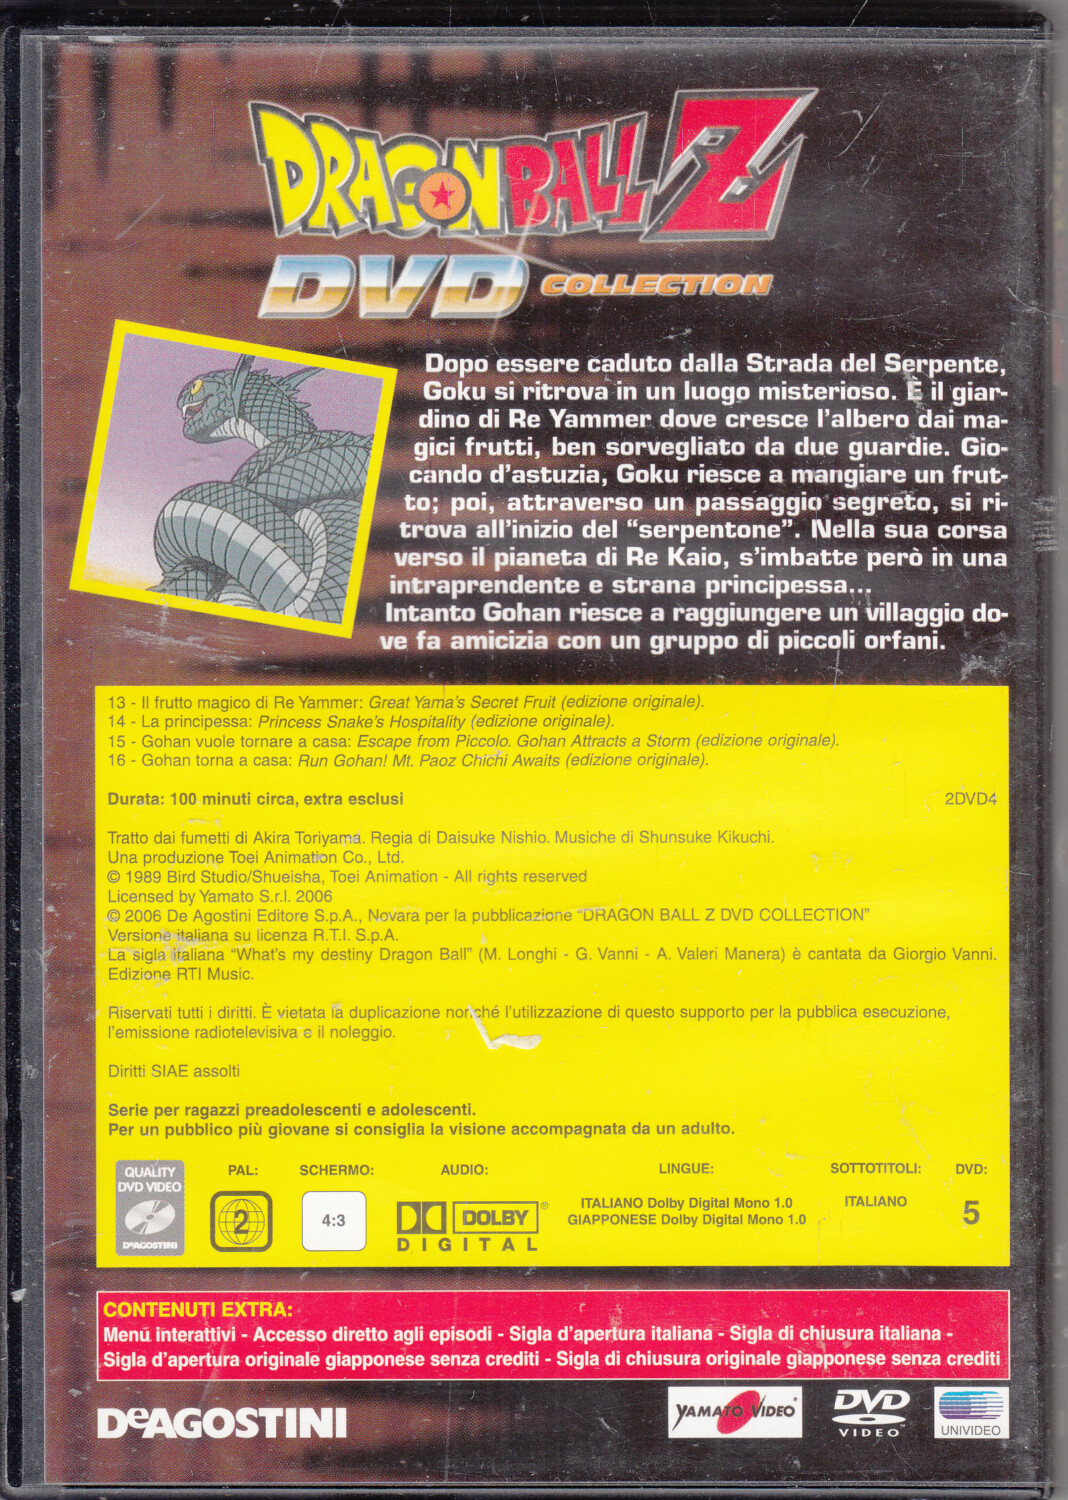 DRAGON BALL Z
DVD COLLECTION
Dopo essere caduto dalla Strada del Serpente,
Goku si ritrova in un luogo misterioso. È il giar-
dino di Re Yammer dove cresce l'albero dai ma-
gici frutti, ben sorvegliato da due guardie. Gio-
cando d'astuzia, Goku riesce a mangiare un frut-
to; poi, attraverso un passaggio segreto, si ri-
trova all'inizio del "serpentone". Nella sua corsa
verso il pianeta di Re Kaio, s'imbatte però in una
intraprendente e strana principessa...
Intanto Gohan riesce a raggiungere un villaggio do-
ve fa amicizia con un gruppo di piccoli orfani.
13 - Il frutto magico di Re Yammer: Great Yama's Secret Fruit (edizione originale).
14 - La principessa: Princess Snake's Hospitality (edizione originale).
15 - Gohan vuole tornare a casa: Escape from Piccolo. Gohan Attracts a Storm (edizione originale).
16 - Gohan torna a casa: Run Gohan! Mt. Paoz Chichi Awaits (edizione originale).
Durata: 100 minuti circa, extra esclusi 2DVD4
Tratto dai fumetti di Akira Toriyama. Regia di Daisuke Nishio. Musiche di Shunsuke Kikuchi.
Una produzione Toei Animation Co., Ltd.
© 1989 Bird Studio/Shueisha, Toei Animation - All rights reserved
Licensed by Yamato S.r.l. 2006
© 2006 De Agostini Editore S.p.A., Novara per la pubblicazione "DRAGON BALL Z DVD COLLECTION"
Versione italiana su licenza R.T.I. S.p.A.
La sigla italiana "What's my destiny Dragon Ball" (M. Longhi - G. Vanni - A. Valeri Manera) è cantata da Giorgio Vanni.
Edizione RTI Music.
Riservati tutti i diritti. È vietata la duplicazione nonché l'utilizzazione di questo supporto per la pubblica esecuzione,
l'emissione radiotelevisiva e il noleggio.
Diritti SIAE assolti
Serie per ragazzi preadolescenti e adolescenti.
Per un pubblico più giovane si consiglia la visione accompagnata da un adulto.
QUALITY
DVD VIDEO
DeAGOSTINI
PAL: SCHERMO: AUDIO: LINGUE: SOTTOTITOLI: DVD:
2
4:3
DOLBY
DIGITAL
ITALIANO Dolby Digital Mono 1.0
GIAPPONESE Dolby Digital Mono 1.0
ITALIANO
5
CONTENUTI EXTRA:
Menù interattivi - Accesso diretto agli episodi - Sigla d'apertura italiana - Sigla di chiusura italiana -
Sigla d'apertura originale giapponese senza crediti - Sigla di chiusura originale giapponese senza crediti
DeAGOSTINI
YAMATO VIDEO
DVD
VIDEO
UNIVIDEO